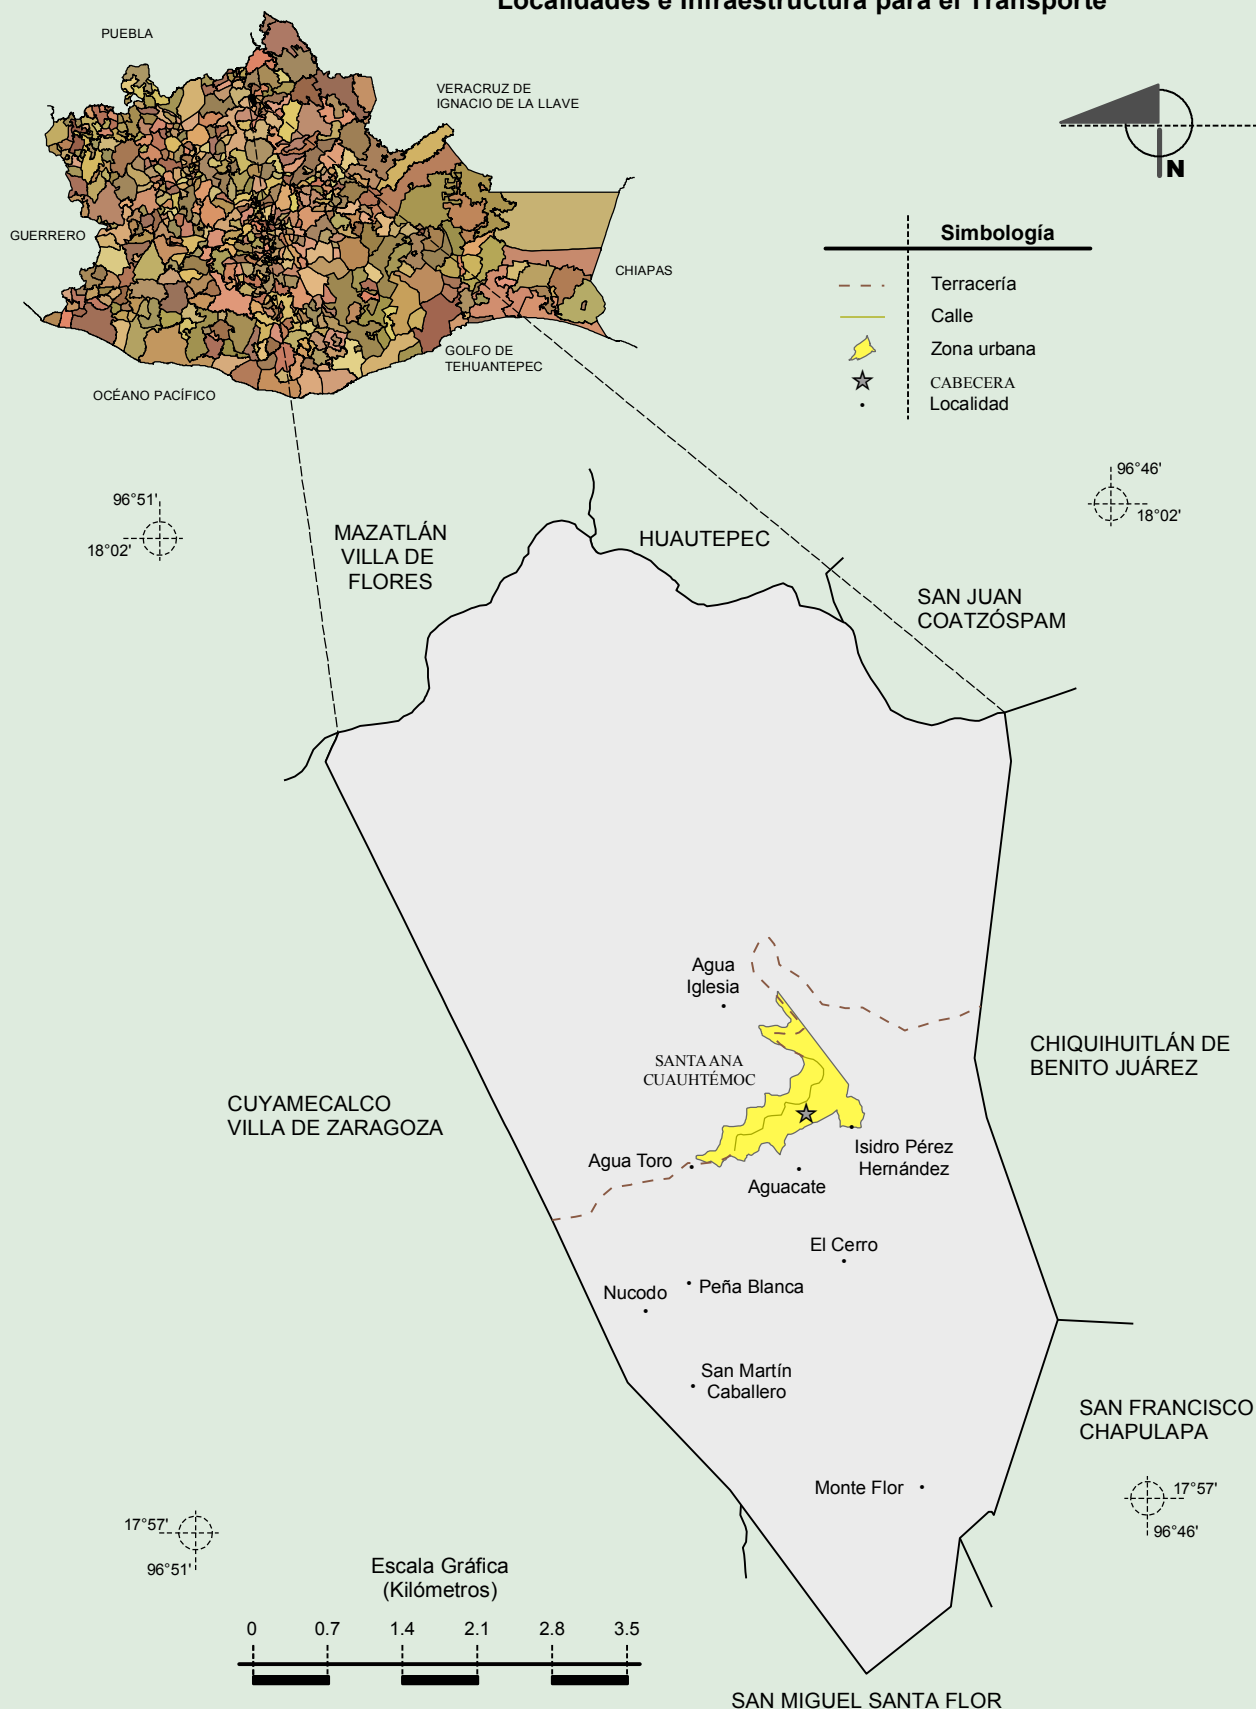 Localidades e Infraestructura para el Transporte
PUEBLA
VERACRUZ DE
IGNACIO DE LA LLAVE
GUERRERO
CHIAPAS
GOLFO DE
TEHUANTEPEC
OCÉANO PACÍFICO
N
Simbología
Terracería
Calle
Zona urbana
CABECERA
Localidad
96°51'
18°02'
96°46'
18°02'
MAZATLÁN
VILLA DE
FLORES
HUAUTEPEC
SAN JUAN
COATZÓSPAM
Agua
Iglesia
SANTA ANA
CUAUHTÉMOC
CHIQUIHUITLÁN DE
BENITO JUÁREZ
CUYAMECALCO
VILLA DE ZARAGOZA
Isidro Pérez
Hernández
Agua Toro
Aguacate
El Cerro
Peña Blanca
Nucodo
San Martín
Caballero
SAN FRANCISCO
CHAPULAPA
Monte Flor
17°57'
96°46'
17°57'
96°51'
Escala Gráfica
(Kilómetros)
0 0.7 1.4 2.1 2.8 3.5
SAN MIGUEL SANTA FLOR